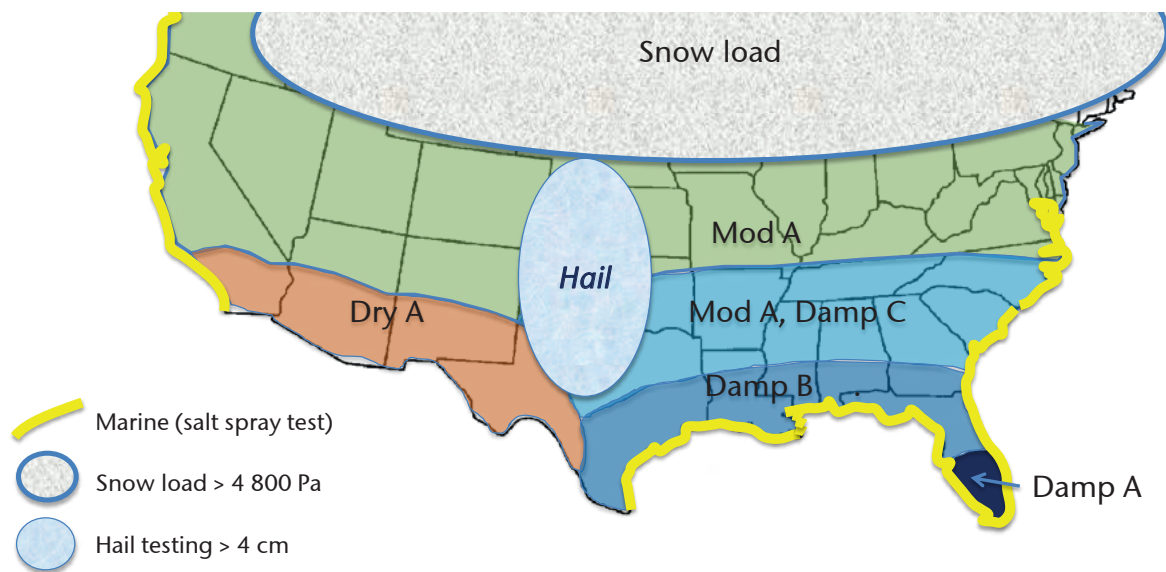 Snow load
Mod A
Hail
Dry A
Mod A, Damp C
Damp B
Marine (salt spray test)
Snow load > 4 800 Pa
Damp A
Hail testing > 4 cm